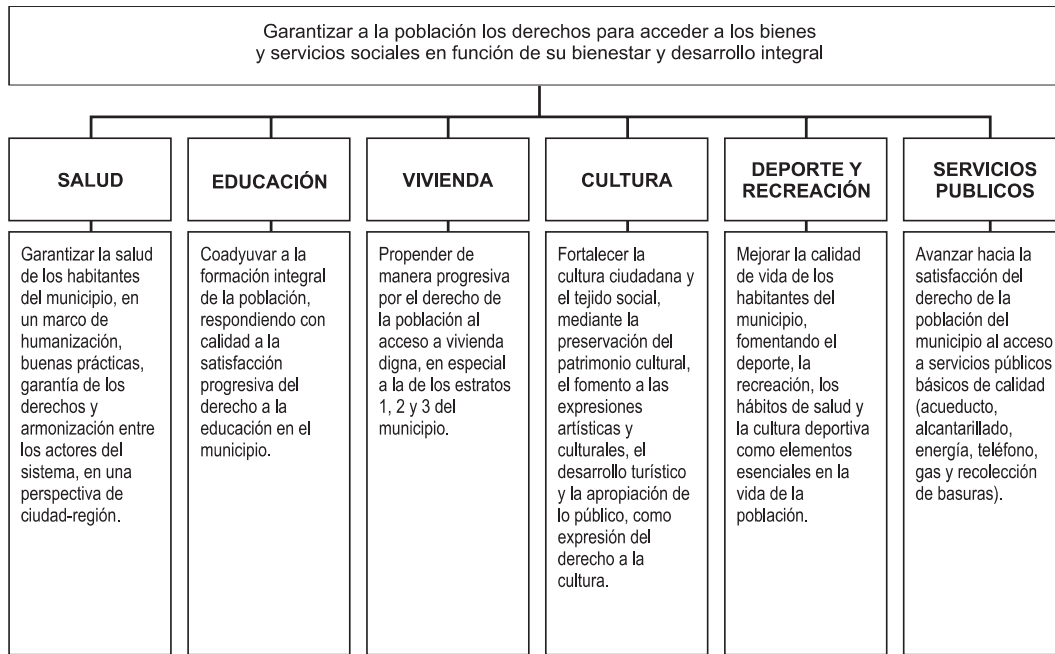 Garantizar a la población los derechos para acceder a los bienes
y servicios sociales en función de su bienestar y desarrollo integral
SALUD
Garantizar la salud
de los habitantes
del municipio, en
un marco de
humanización,
buenas prácticas,
garantía de los
derechos y
armonización entre
los actores del
sistema, en una
perspectiva de
ciudad-región.
EDUCACIÓN
Coadyuvar a la
formación integral
de la población,
respondiendo con
calidad a la
satisfacción
progresiva del
derecho a la
educación en el
municipio.
VIVIENDA
Propender de
manera progresiva
por el derecho de
la población al
acceso a vivienda
digna, en especial
a la de los estratos
1, 2 y 3 del
municipio.
CULTURA
Fortalecer la
cultura ciudadana y
el tejido social,
mediante la
preservación del
patrimonio cultural,
el fomento a las
expresiones
artísticas y
culturales, el
desarrollo turístico
y la apropiación de
lo público, como
expresión del
derecho a la
cultura.
DEPORTE Y
RECREACIÓN
Mejorar la calidad
de vida de los
habitantes del
municipio,
fomentando el
deporte, la
recreación, los
hábitos de salud y
la cultura deportiva
como elementos
esenciales en la
vida de la
población.
SERVICIOS
PUBLICOS
Avanzar hacia la
satisfacción del
derecho de la
población del
municipio al acceso
a servicios públicos
básicos de calidad
(acueducto,
alcantarillado,
energía, teléfono,
gas y recolección
de basuras).